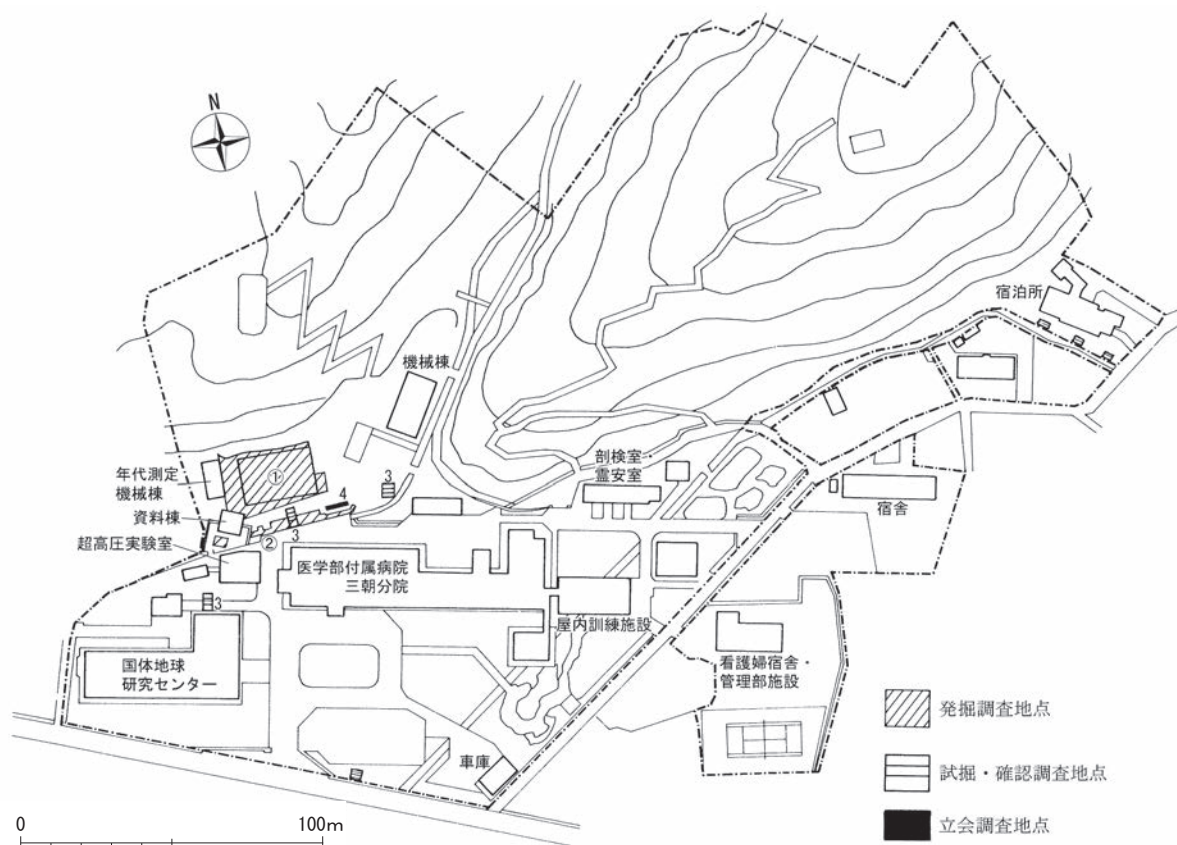 N
宿泊所
機械棟
年代測定
機械棟
①
3
4
資料棟
3
剖検室
霊安室
宿舎
超高圧実験室
②
医学部付属病院
三朝分院
3
屋内訓練施設
国体地球
研究センター
看護婦宿舎・
管理部施設
発掘調査地点
車庫
試掘・確認調査地点
0 100m
立会調査地点